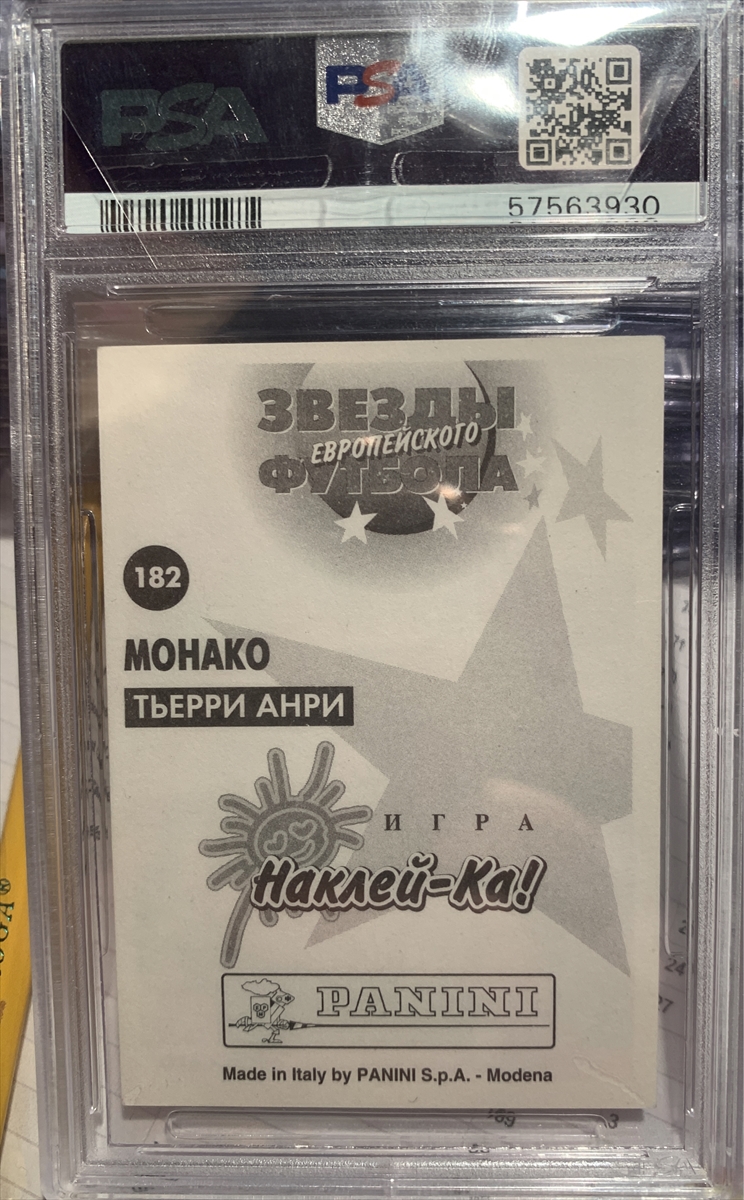 PSA
PSA
57563930
ЗВЕЗДЫ
ЕВРОПЕЙСКОГО
ФУТБОЛА
182
МОНАКО
ТЬЕРРИ АНРИ
ИГРА
Наклей=Ка!
PANINI
Made in Italy by PANINI S.p.A. - Modena
24